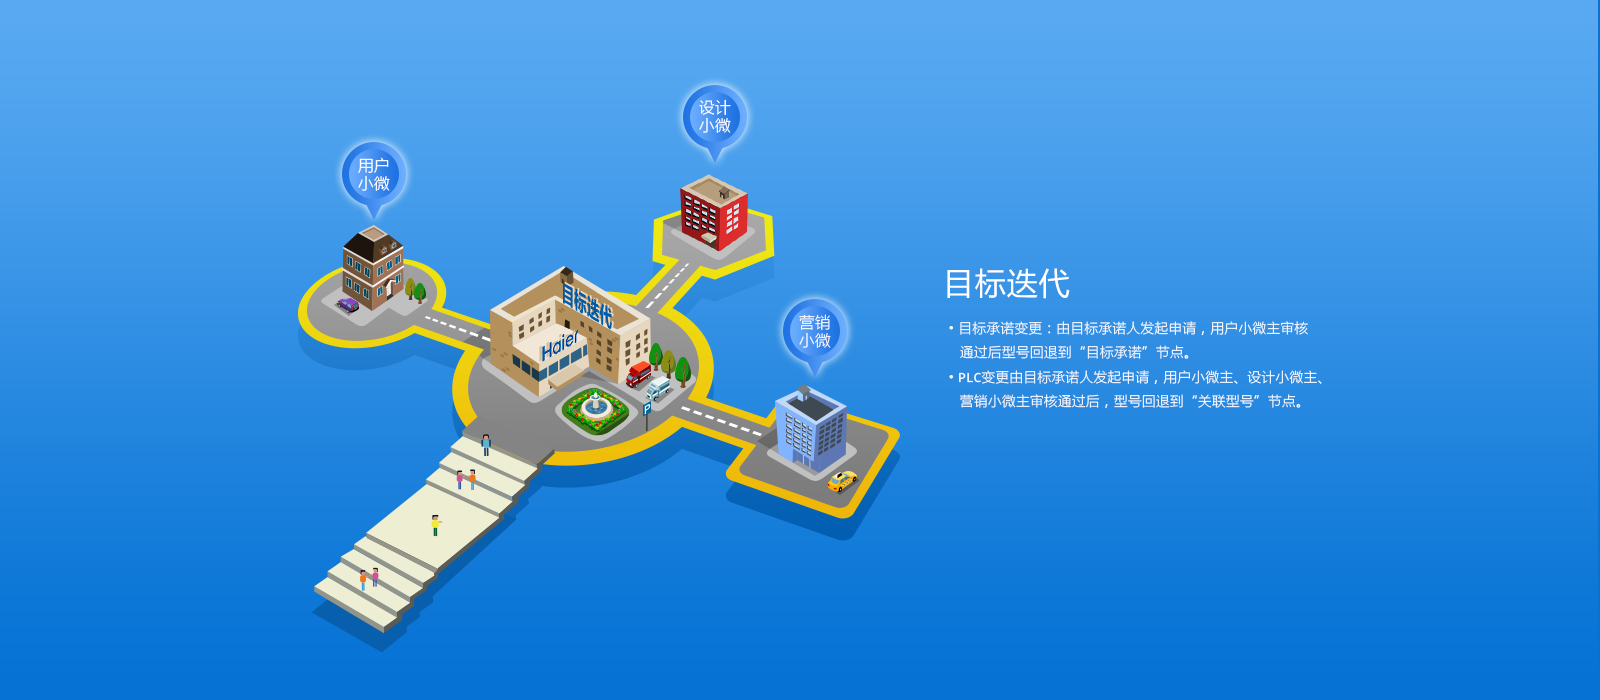 设计
小微
用户
小微
目标迭代
Haier
营销
小微
P
目标迭代
• 目标承诺变更：由目标承诺人发起申请，用户小微主审核
通过后型号回退到“目标承诺”节点。
• PLC变更由目标承诺人发起申请，用户小微主、设计小微主、
营销小微主审核通过后，型号回退到“关联型号”节点。